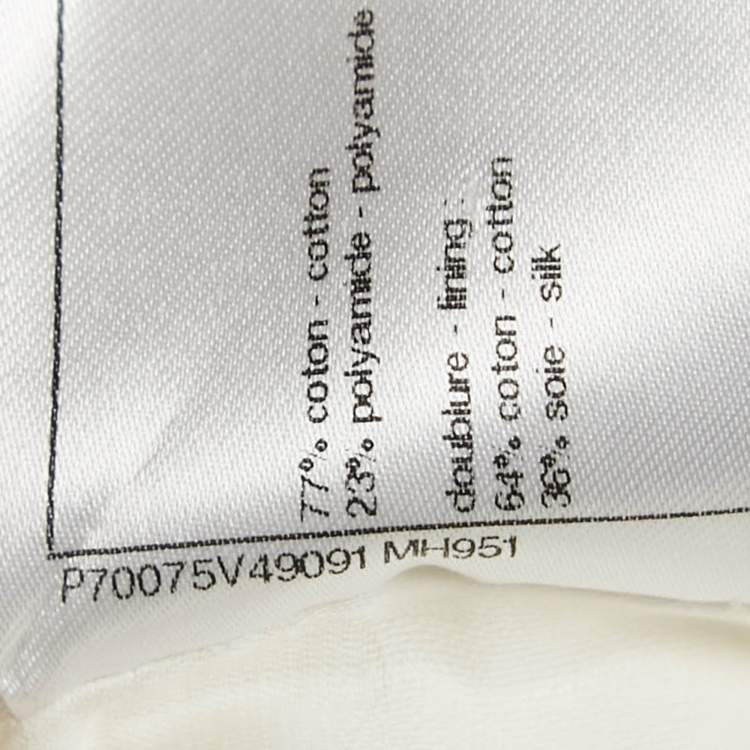 77% coton - cotton
23% polyamide - polyamide
doublure - lining :
64% coton - cotton
36% soie - silk
P70075V49091 MH951